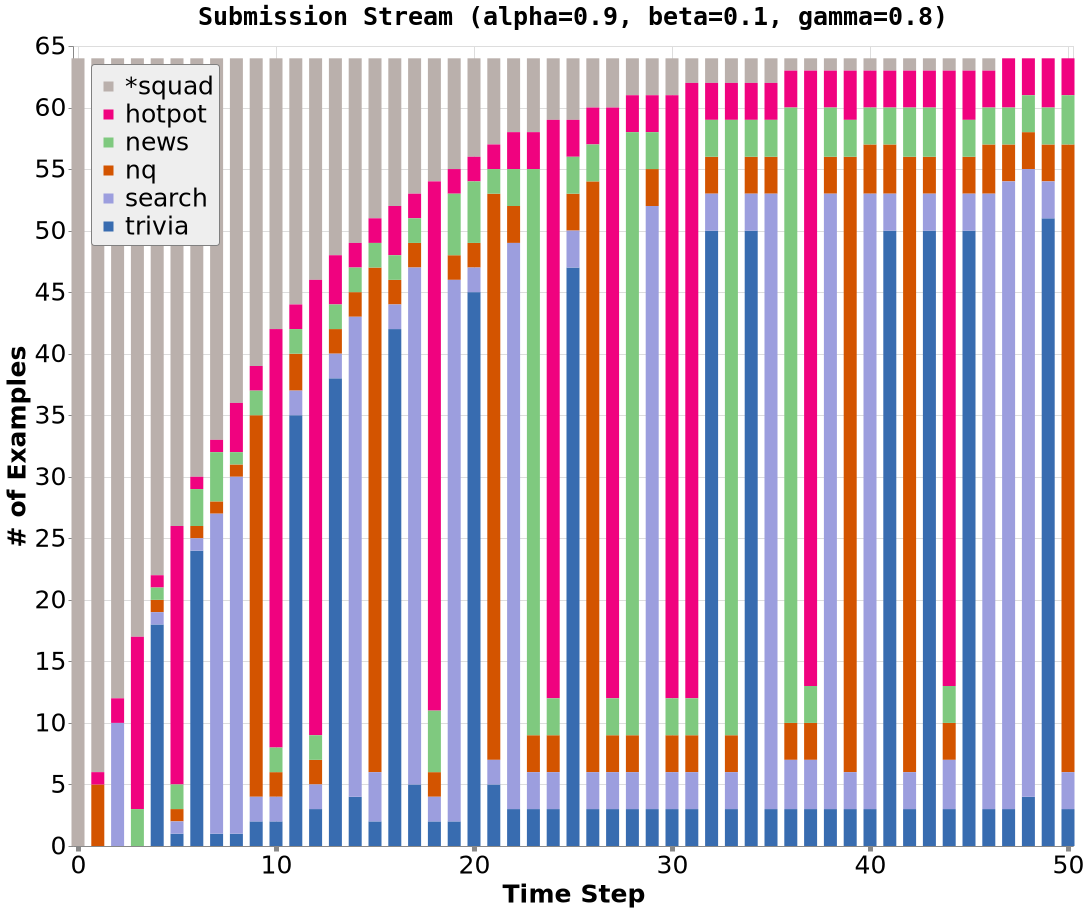 Submission Stream (alpha=0.9, beta=0.1, gamma=0.8)
65
60
55
50
45
40
35
30
25
20
15
10
5
0
# of Examples
*squad
hotpot
news
nq
search
trivia
0 10 20 30 40 50
Time Step